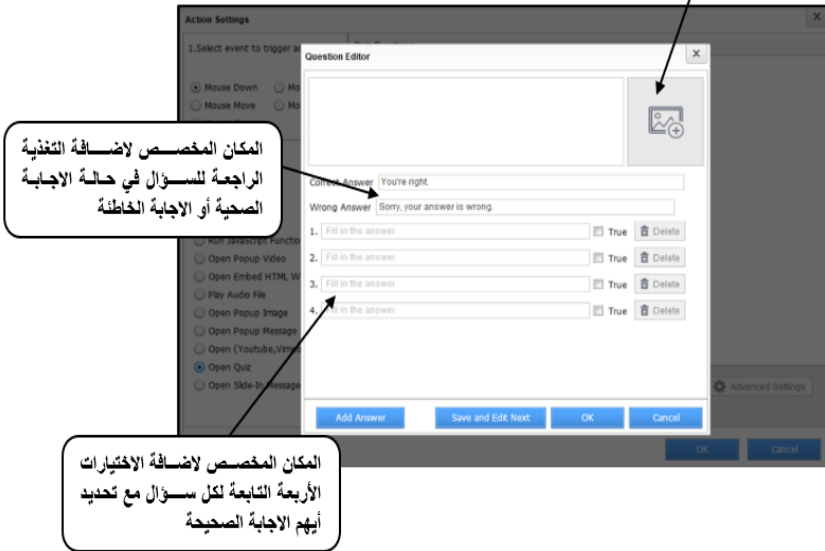 Action Settings
1.Select event to trigger
Question Editor
Mouse Down
Mouse Move
Correct Answer You're right.
Wrong Answer Sorry, your answer is wrong.
1. Fill in the answer True Delete
2. Fill in the answer True Delete
3. Fill in the answer True Delete
4. Fill in the answer True Delete
المكان المخصص لاضافة التغذية
الراجعة للسؤال في حالة الاجابة
الصحية أو الاجابة الخاطئة
Run JavaScript Functio
Open Popup Video
Open Embed HTML W
Play Audio File
Open Popup Image
Open Popup Message
Open (Youtube,Vimeo
Open Quiz
Open Slide-In Message
Advanced Settings
Add Answer Save and Edit Next OK Cancel
OK Cancel
المكان المخصص لاضافة الاختيارات
الأربعة التابعة لكل سؤال مع تحديد
أيهم الاجابة الصحيحة